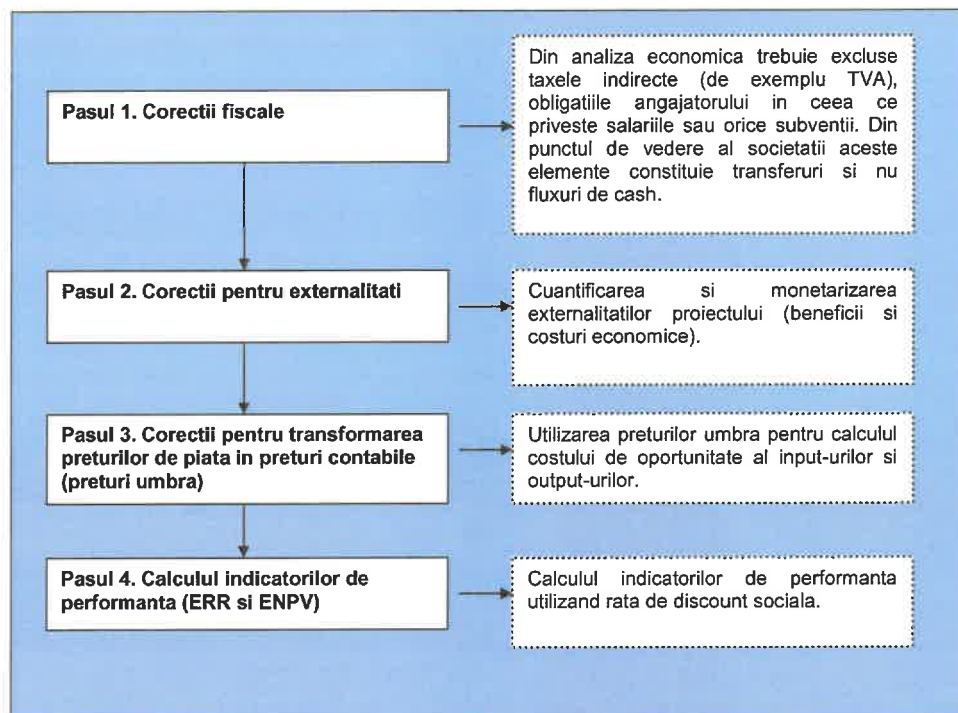 Pasul 1. Corectii fiscale
Din analiza economica trebuie excluse
taxele indirecte (de exemplu TVA),
obligatiile angajatorului in ceea ce
priveste salariile sau orice subventii. Din
punctul de vedere al societatii aceste
elemente constituie transferuri si nu
fluxuri de cash.
Pasul 2. Corectii pentru externalitati
Cuantificarea si monetarizarea
externalitatilor proiectului (beneficii si
costuri economice).
Pasul 3. Corectii pentru transformarea
preturilor de piata in preturi contabile
(preturi umbra)
Utilizarea preturilor umbra pentru calculul
costului de oportunitate al input-urilor si
output-urilor.
Pasul 4. Calculul indicatorilor de
performanta (ERR si ENPV)
Calculul indicatorilor de performanta
utilizand rata de discount sociala.